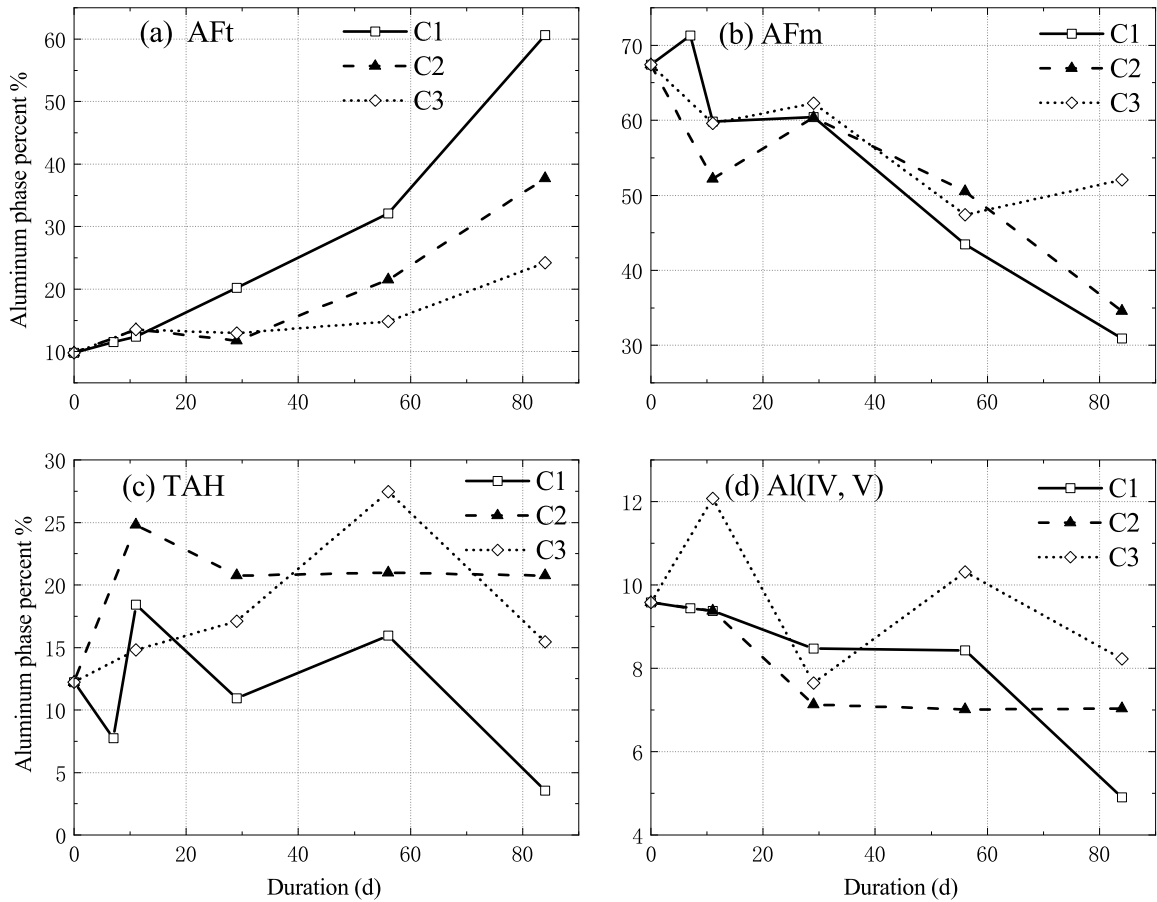 (a) AFt
C1
C2
C3
60
50
40
30
20
10
0
20
40
60
80
Aluminum phase percent %
(b) AFm
C1
C2
C3
70
60
50
40
30
0
20
40
60
80
(c) TAH
C1
C2
C3
30
25
20
15
10
5
0
0
20
40
60
80
Aluminum phase percent %
Duration (d)
(d) Al(IV, V)
C1
C2
C3
12
10
8
6
4
0
20
40
60
80
Duration (d)